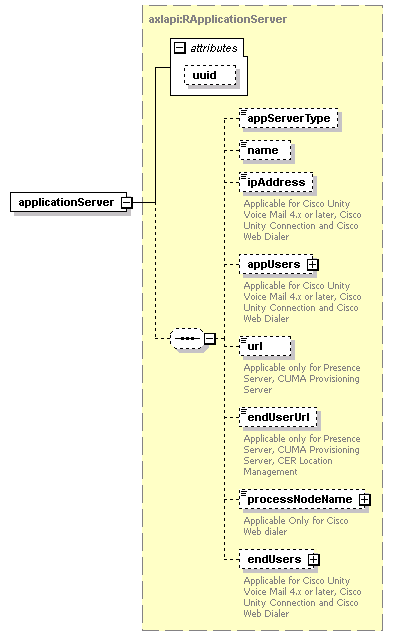 axlapi:RApplicationServer
attributes
uuid
applicationServer
appServerType
name
ipAddress
Applicable for Cisco Unity
Voice Mail 4.x or later, Cisco
Unity Connection and Cisco
Web Dialer
appUsers
Applicable for Cisco Unity
Voice Mail 4.x or later, Cisco
Unity Connection and Cisco
Web Dialer
url
Applicable only for Presence
Server, CUMA Provisioning
Server
endUserUrl
Applicable only for Presence
Server, CUMA Provisioning
Server, CER Location
Management
processNodeName
Applicable Only for Cisco
Web dialer
endUsers
Applicable for Cisco Unity
Voice Mail 4.x or later, Cisco
Unity Connection and Cisco
Web Dialer